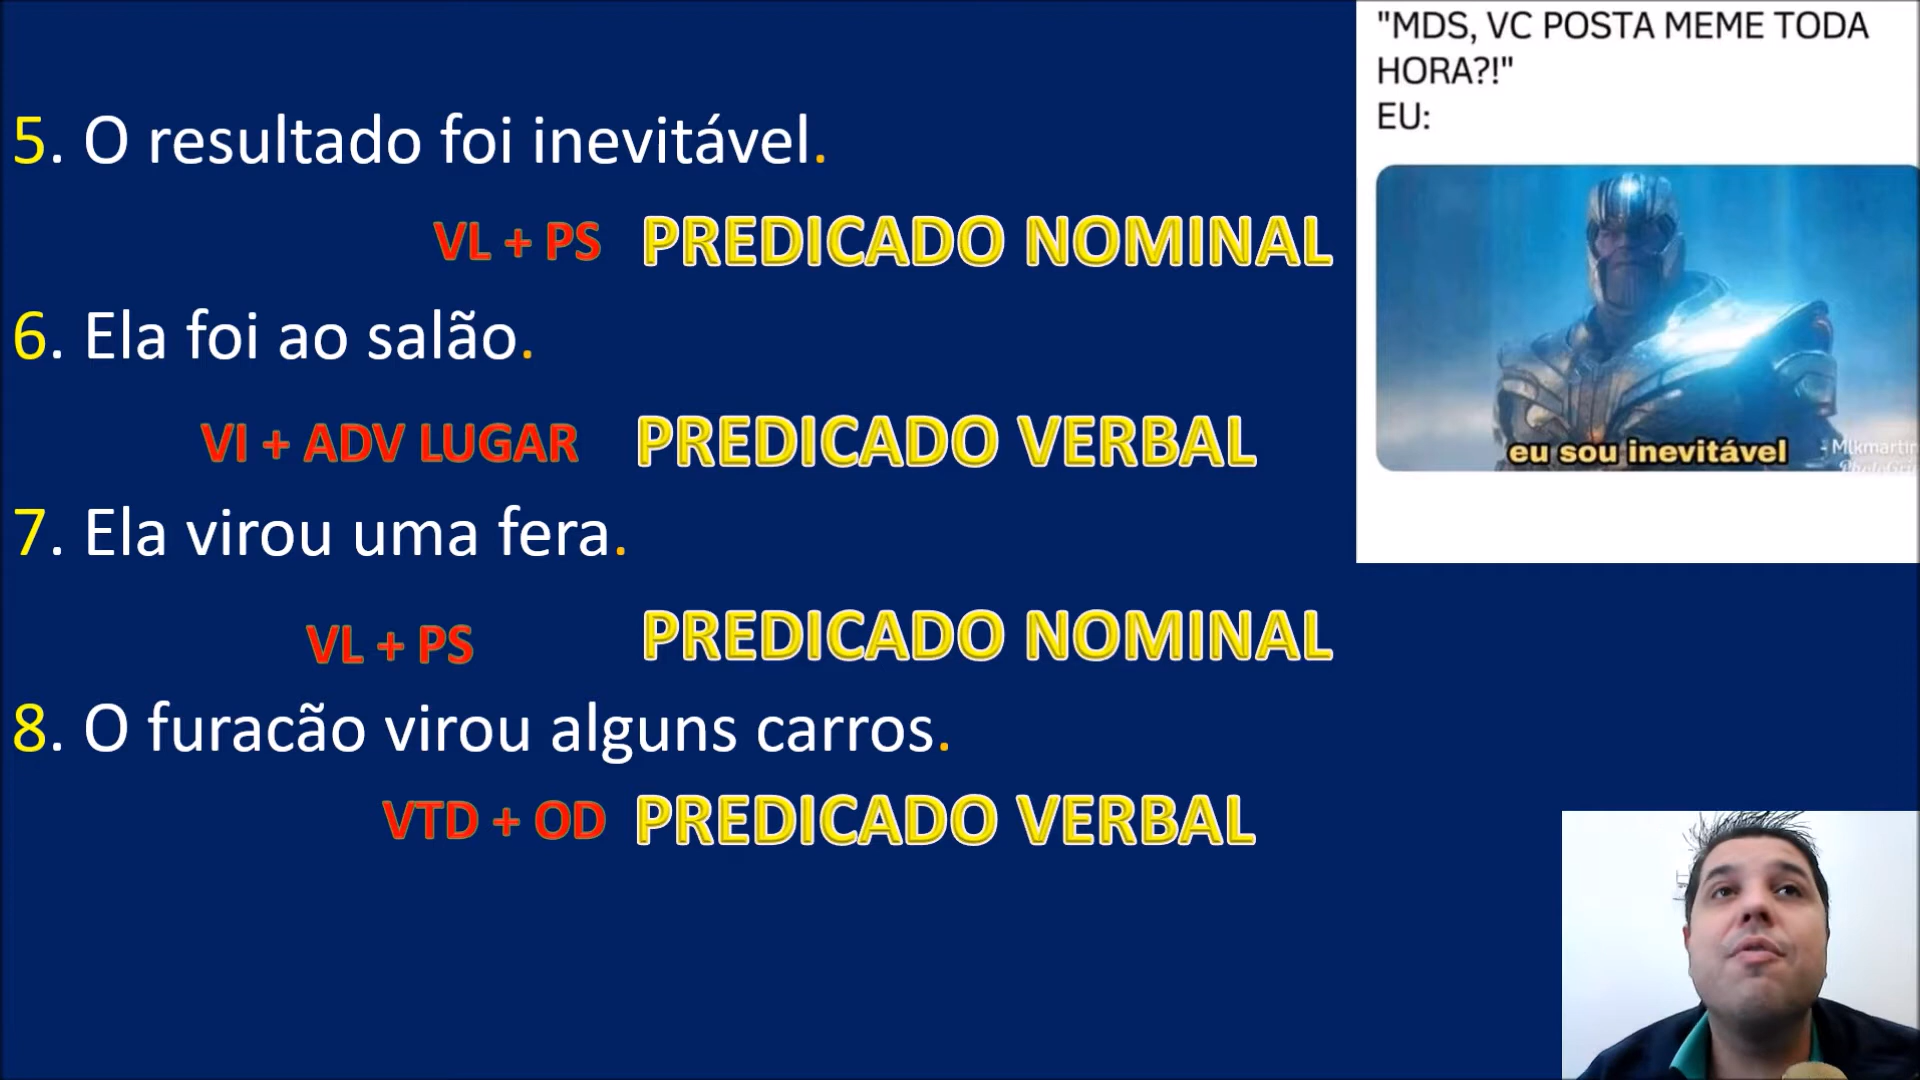 5. O resultado foi inevitável.
VL + PS PREDICADO NOMINAL
6. Ela foi ao salão.
VI + ADV LUGAR PREDICADO VERBAL
7. Ela virou uma fera.
VL + PS PREDICADO NOMINAL
8. O furacão virou alguns carros.
VTD + OD PREDICADO VERBAL
"MDS, VC POSTA MEME TODA
HORA?!"
EU:
eu sou inevitável
- Mlkmartin